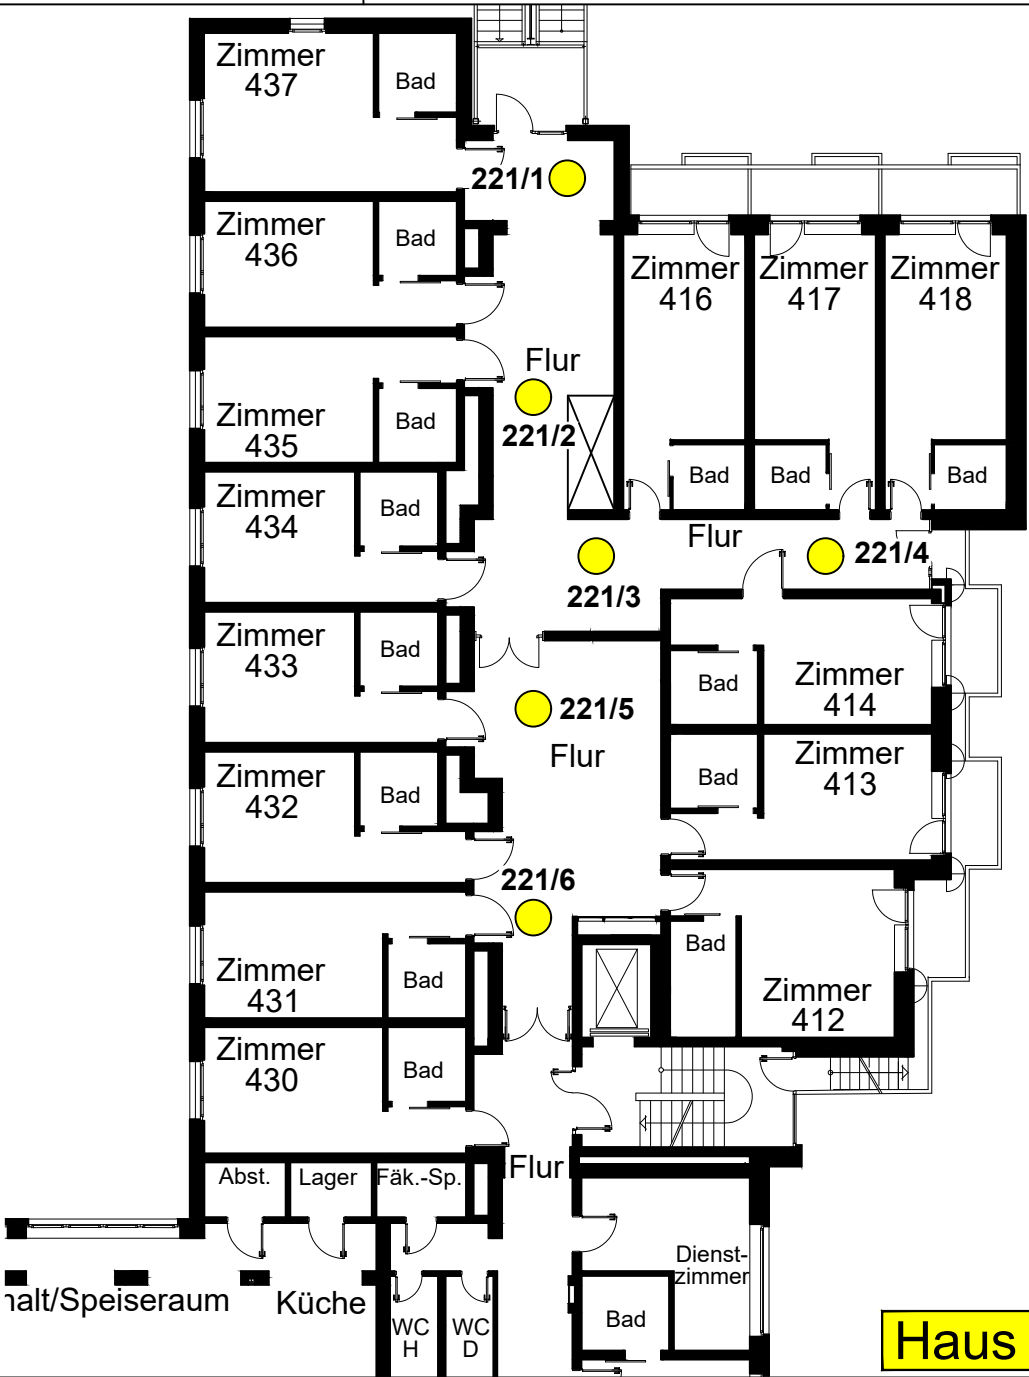 Zimmer
437
Bad
221/1
Zimmer
436
Bad
Zimmer
416
Zimmer
417
Zimmer
418
Flur
Zimmer
435
Bad
221/2
Zimmer
434
Bad
Bad
Bad
Bad
Flur
221/3
221/4
Zimmer
433
Bad
Bad
Zimmer
414
221/5
Flur
Zimmer
432
Bad
Bad
Zimmer
413
221/6
Zimmer
431
Bad
Bad
Zimmer
412
Zimmer
430
Bad
Flur
Abst.
Lager
Fäk.-Sp.
Dienst-
zimmer
halt/Speiseraum
Küche
WC
H
WC
D
Bad
Haus